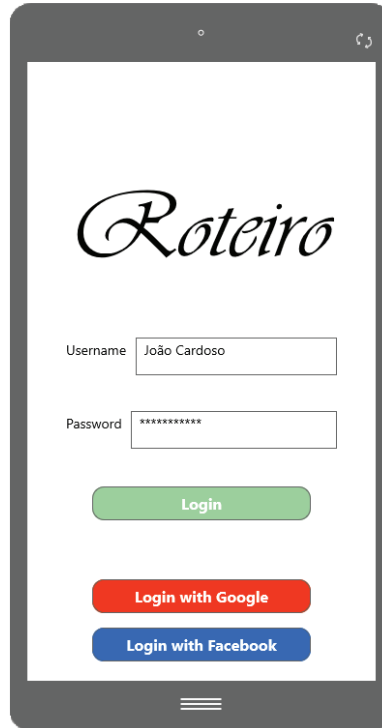 Roteiro
Username João Cardoso
Password ***********
Login
Login with Google
Login with Facebook